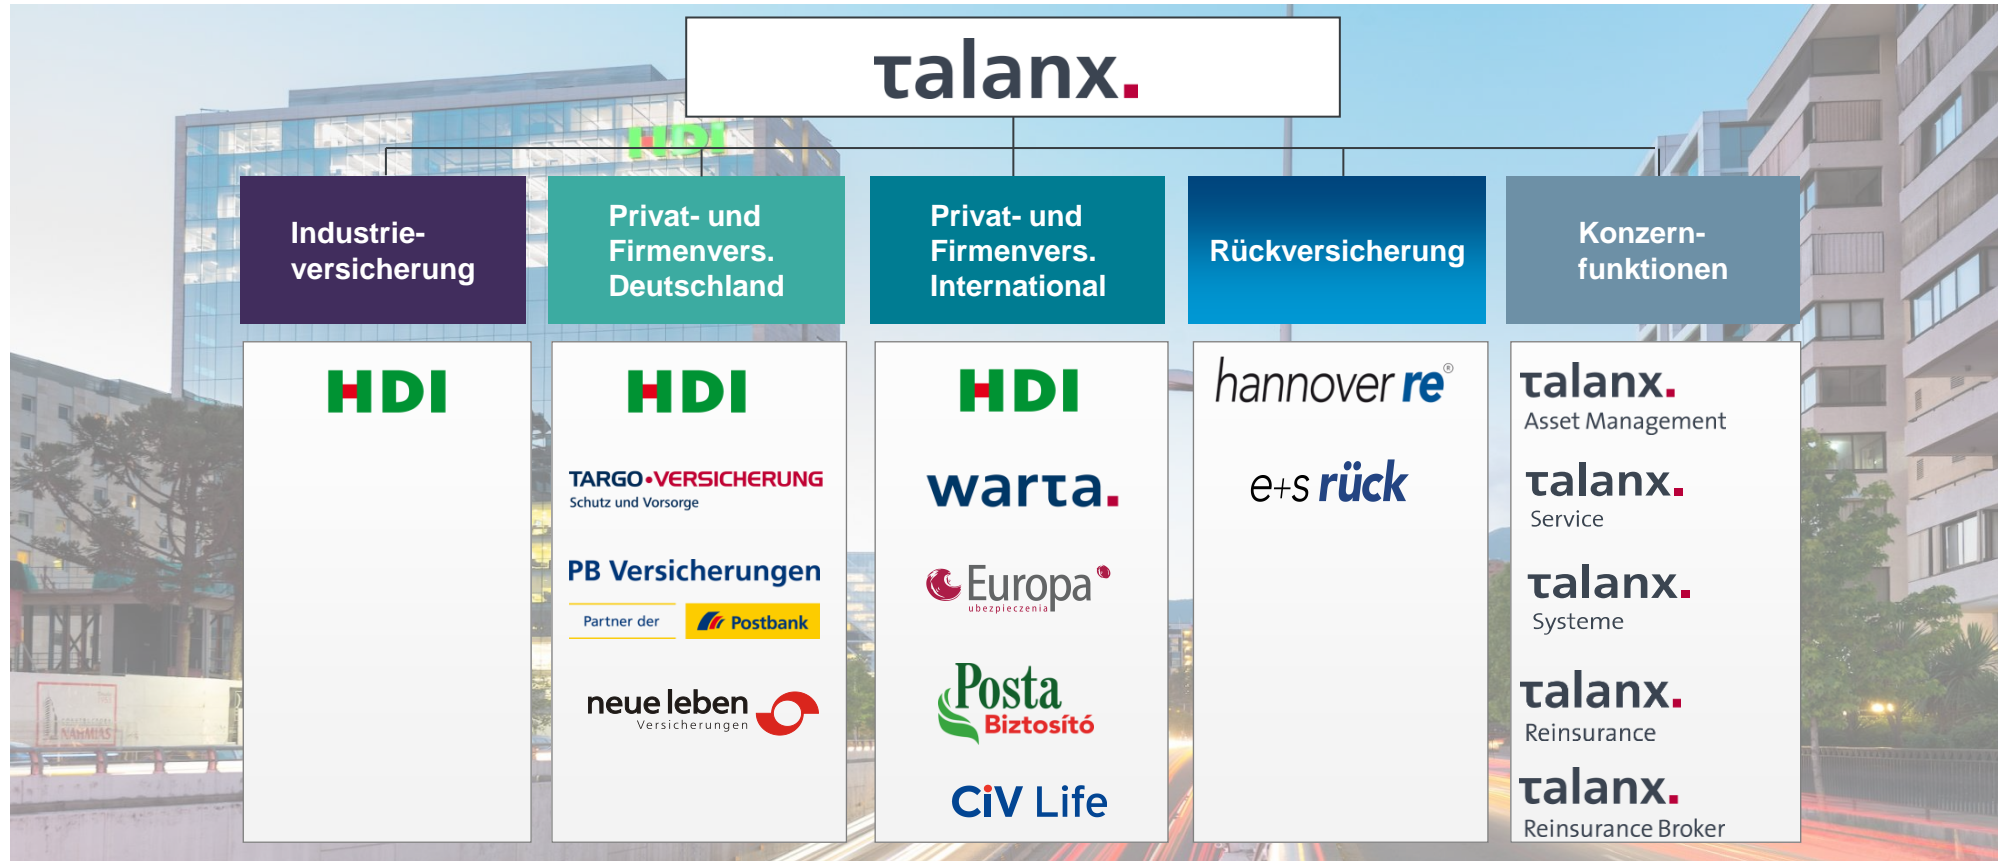 talanx.
HDI
Industrie-
versicherung
Privat- und
Firmenvers.
Deutschland
Privat- und
Firmenvers.
International
Rückversicherung
Konzern-
funktionen
HDI
HDI
TARGO•VERSICHERUNG
Schutz und Vorsorge
PB Versicherungen
Partner der
Postbank
neue leben
Versicherungen
HDI
warta.
Europa
ubezpieczenia
Posta
Biztosító
CiV Life
hannover re®
e+s rück
talanx.
Asset Management
talanx.
Service
talanx.
Systeme
talanx.
Reinsurance
talanx.
Reinsurance Broker
NAHMIAS